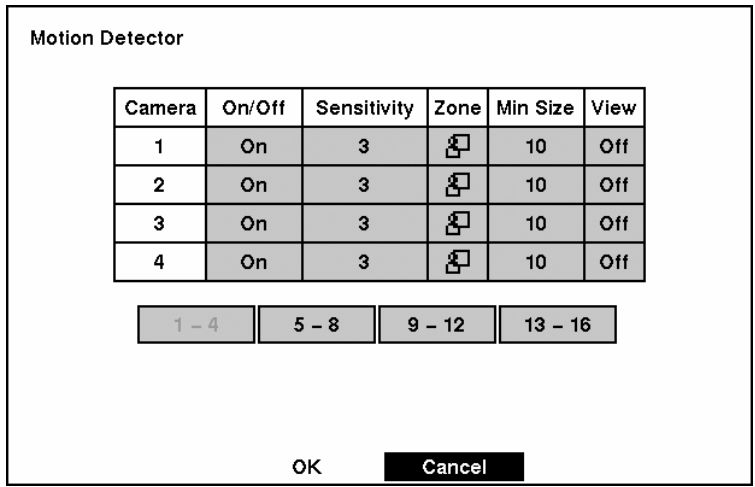 Motion Detector
Camera On/Off Sensitivity Zone Min Size View
1 On 3 10 Off
2 On 3 10 Off
3 On 3 10 Off
4 On 3 10 Off
1 – 4 5 – 8 9 – 12 13 – 16
OK Cancel